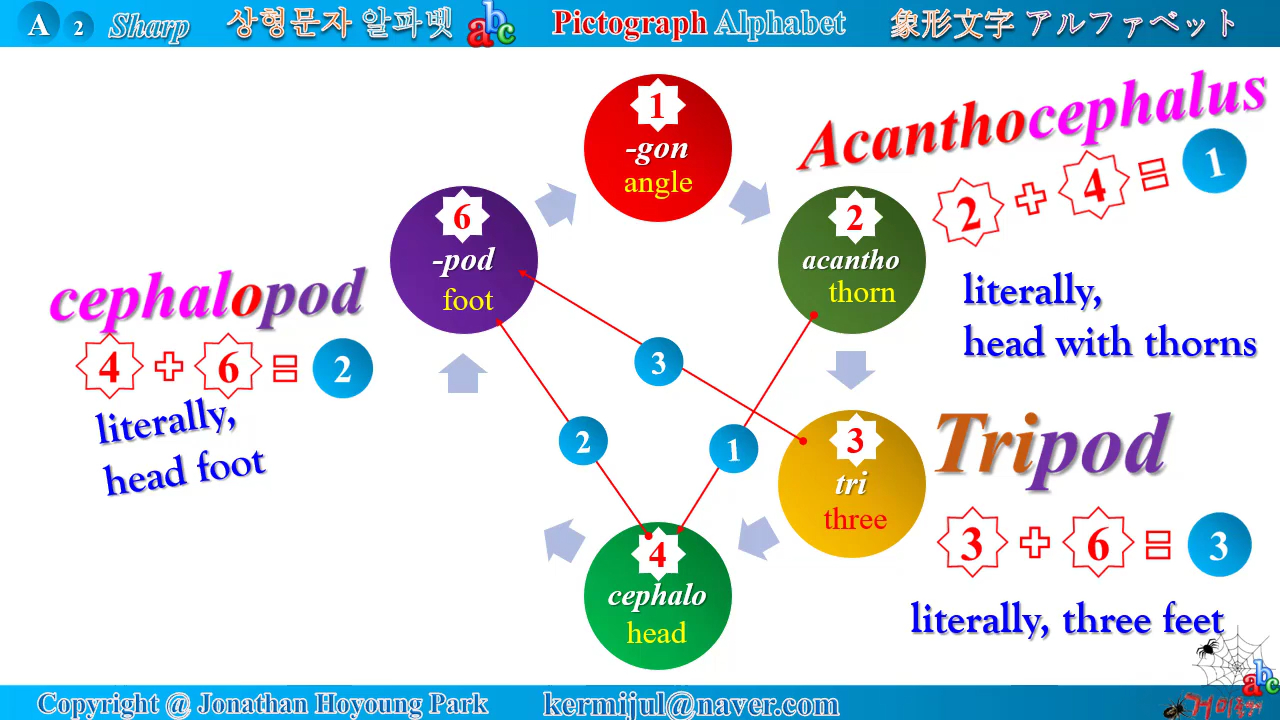 A 2 Sharp 상형문자 알파벳 abc Pictograph Alphabet 象形文字 アルファベット
1
-gon
angle
Acanthocephalus
2 + 4 = 1
literally,
head with thorns
2
acantho
thorn
6
-pod
foot
cephalopod
4 + 6 = 2
literally,
head foot
3
2
1
3
tri
three
Tripod
3 + 6 = 3
literally, three feet
4
cephalo
head
abc
Copyright @ Jonathan Hoyoung Park kermijul@naver.com